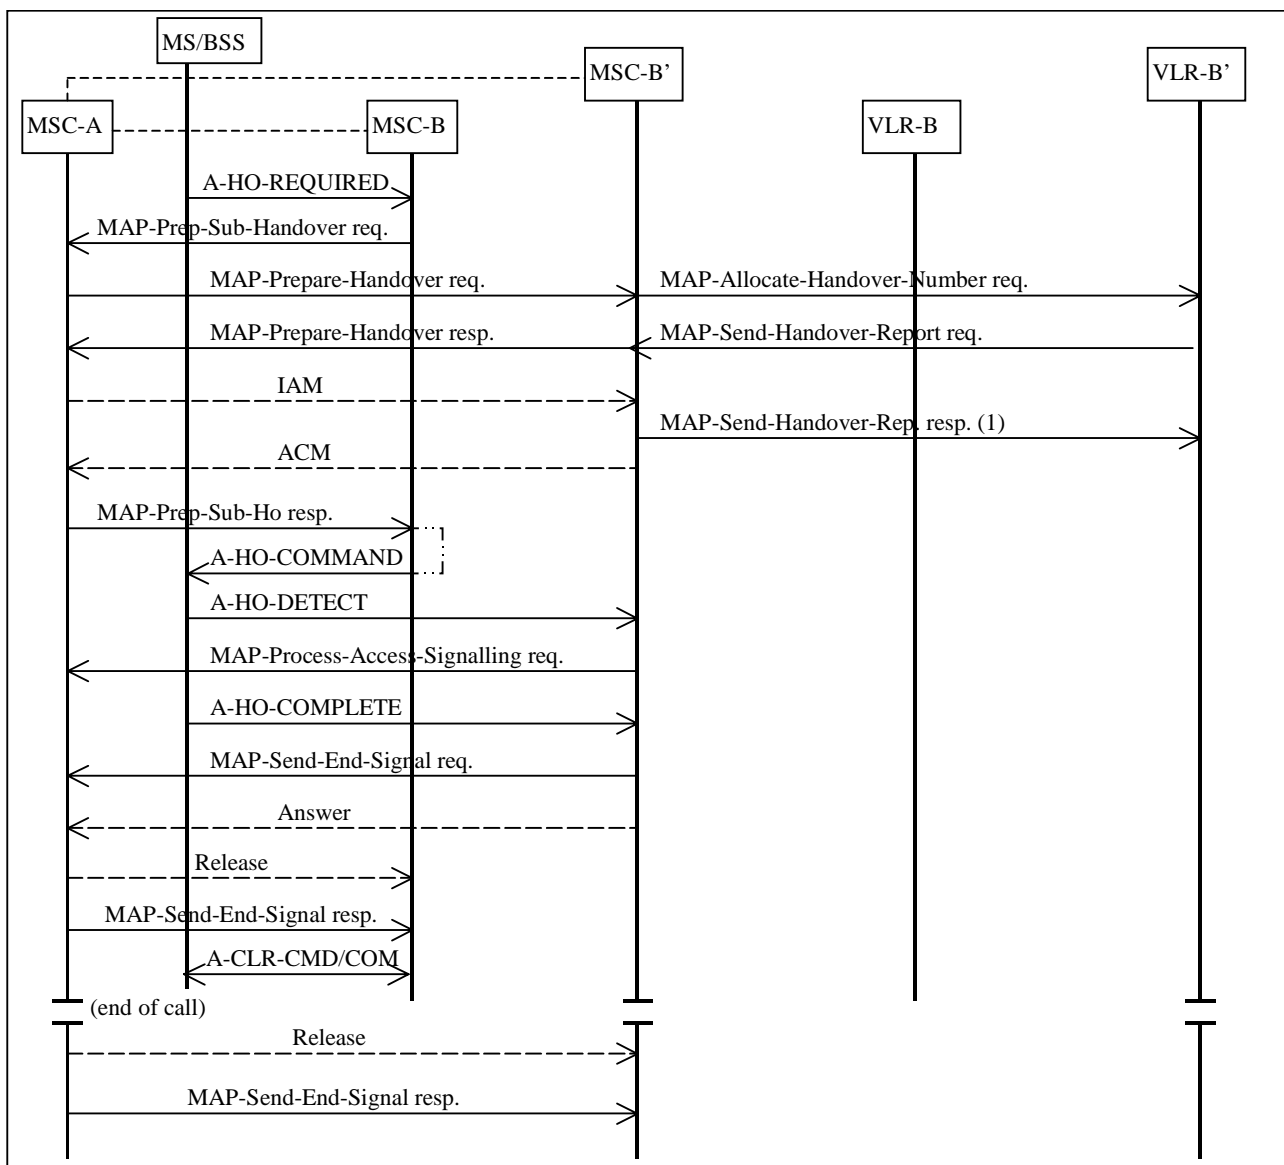 MS/BSS
MSC-B’
VLR-B’
MSC-A
MSC-B
VLR-B
A-HO-REQUIRED
MAP-Prep-Sub-Handover req.
MAP-Prepare-Handover req.
MAP-Allocate-Handover-Number req.
MAP-Prepare-Handover resp.
MAP-Send-Handover-Report req.
IAM
MAP-Send-Handover-Rep. resp. (1)
ACM
MAP-Prep-Sub-Ho resp.
A-HO-COMMAND
A-HO-DETECT
MAP-Process-Access-Signalling req.
A-HO-COMPLETE
MAP-Send-End-Signal req.
Answer
Release
MAP-Send-End-Signal resp.
A-CLR-CMD/COM
(end of call)
Release
MAP-Send-End-Signal resp.